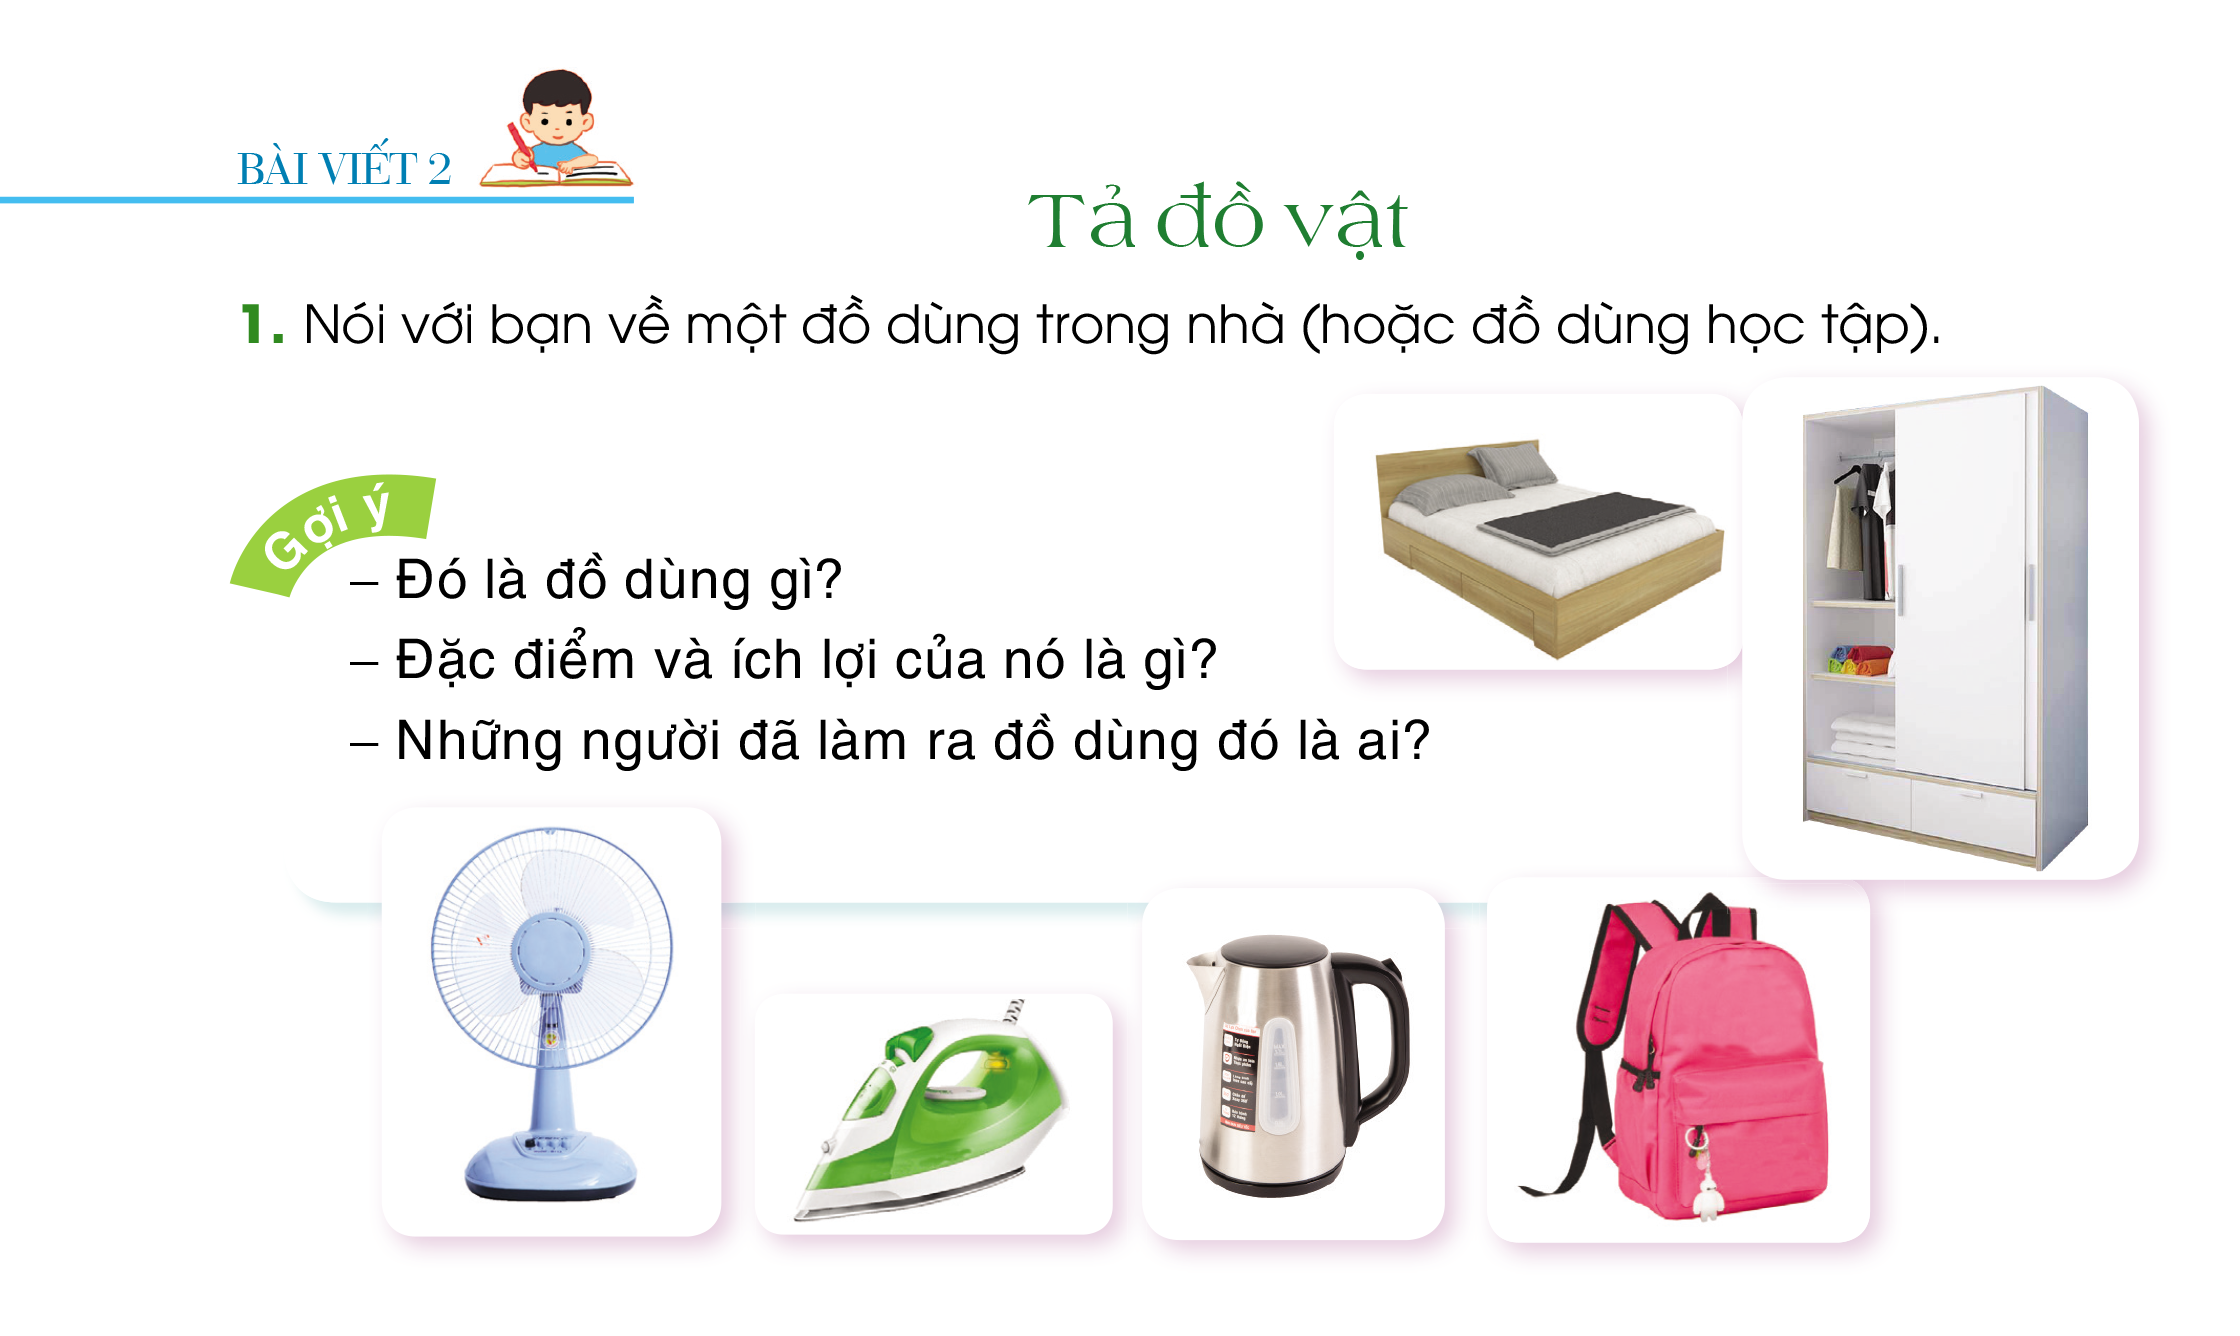 BÀI VIẾT 2
Tả đồ vật
1. Nói với bạn về một đồ dùng trong nhà (hoặc đồ dùng học tập).
Gợi ý
– Đó là đồ dùng gì?
– Đặc điểm và ích lợi của nó là gì?
– Những người đã làm ra đồ dùng đó là ai?